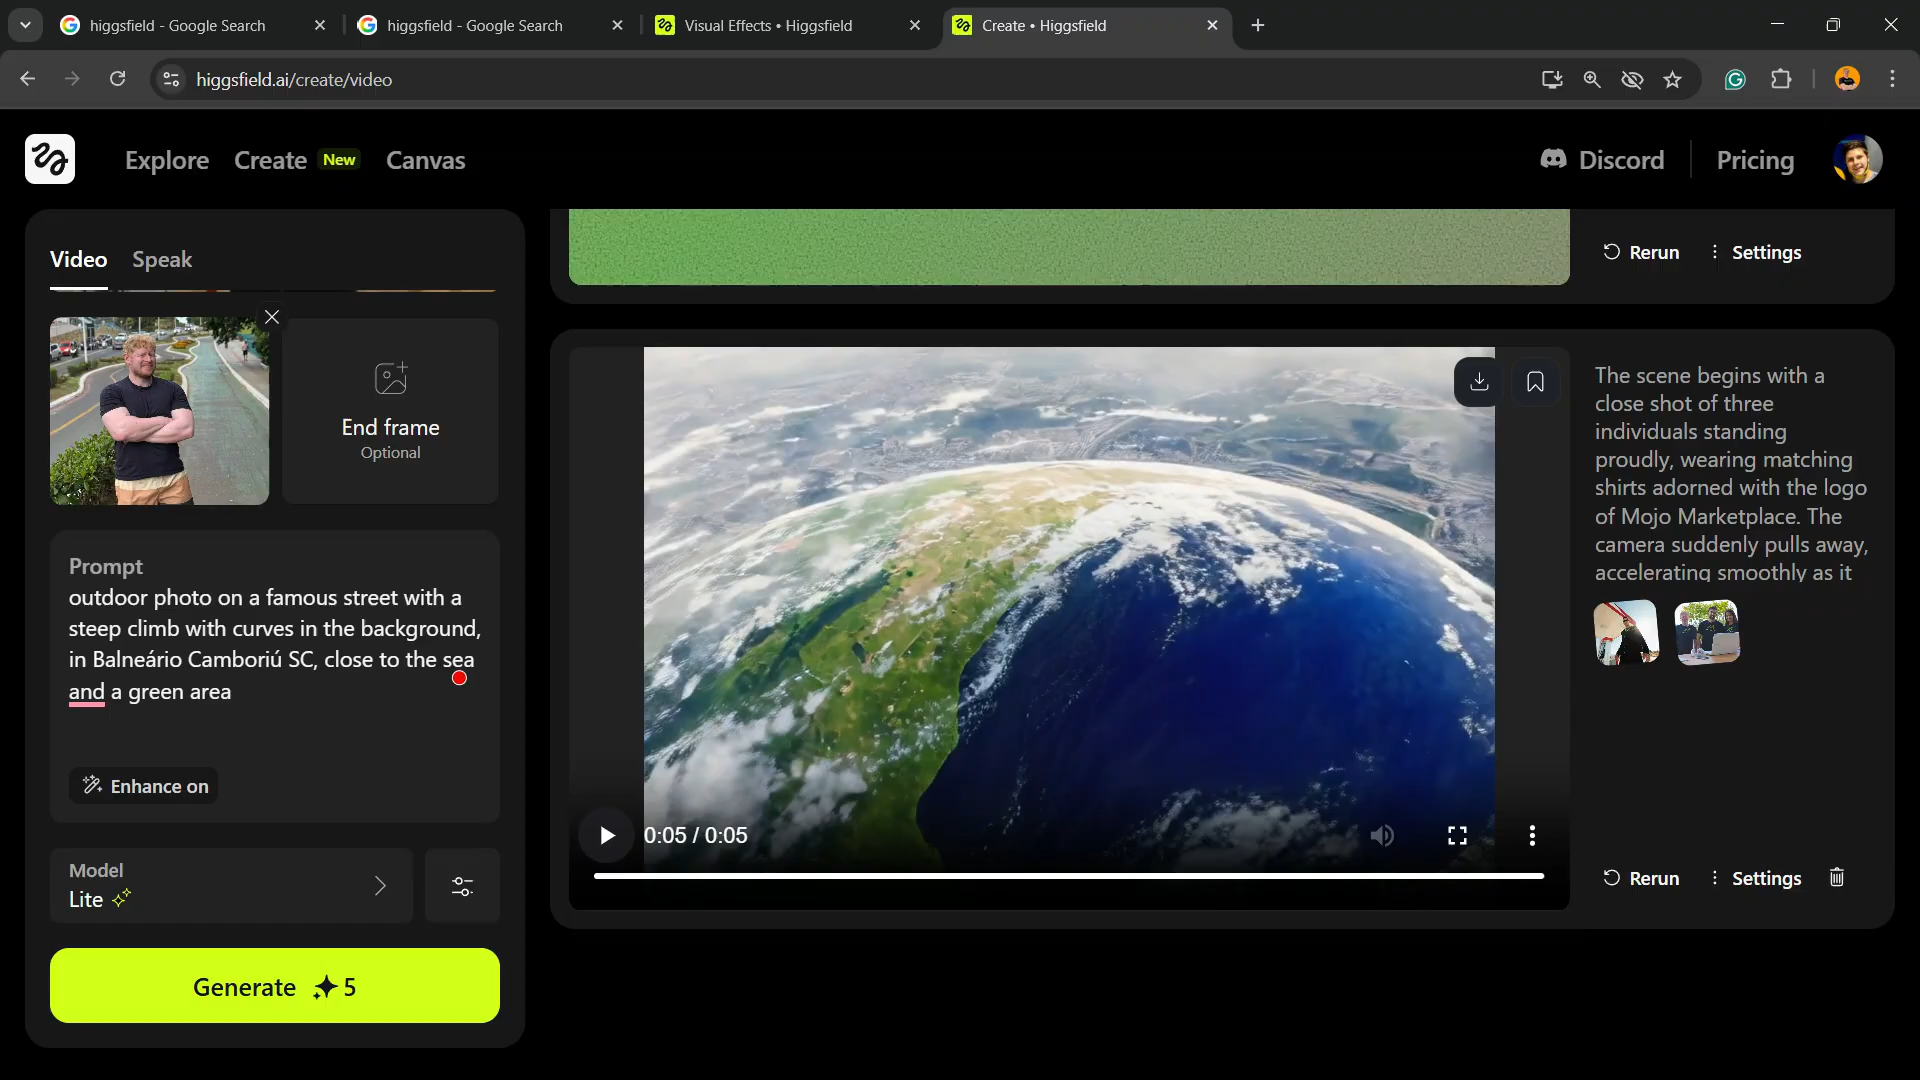 higgsfield - Google Search
higgsfield - Google Search
Visual Effects • Higgsfield
Create • Higgsfield
higgsfield.ai/create/video
Explore
Create New
Canvas
Discord
Pricing
Video
Speak
End frame
Optional
Prompt
outdoor photo on a famous street with a
steep climb with curves in the background,
in Balneário Camboriú SC, close to the sea
and a green area
Enhance on
Model
Lite
Generate 5
Rerun
Settings
0:05 / 0:05
The scene begins with a
close shot of three
individuals standing
proudly, wearing matching
shirts adorned with the logo
of Mojo Marketplace. The
camera suddenly pulls away,
accelerating smoothly as it
Rerun
Settings